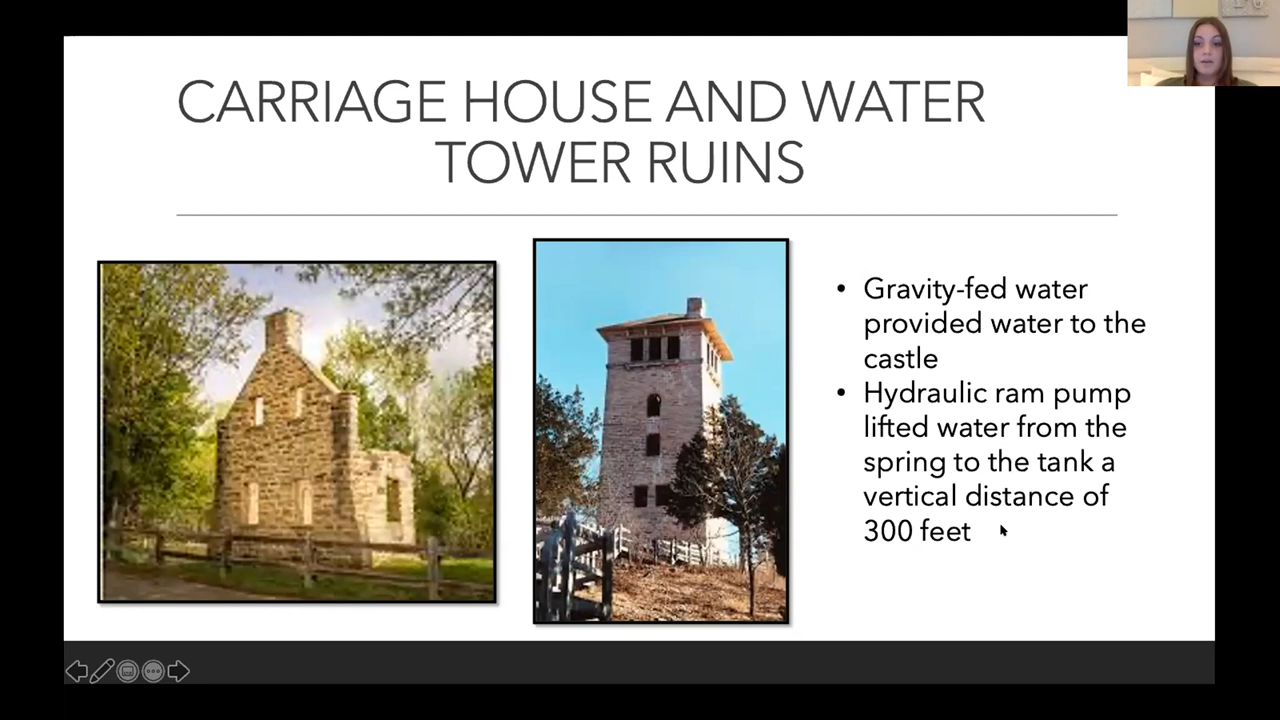 CARRIAGE HOUSE AND WATER
TOWER RUINS
• Gravity-fed water
provided water to the
castle
• Hydraulic ram pump
lifted water from the
spring to the tank a
vertical distance of
300 feet